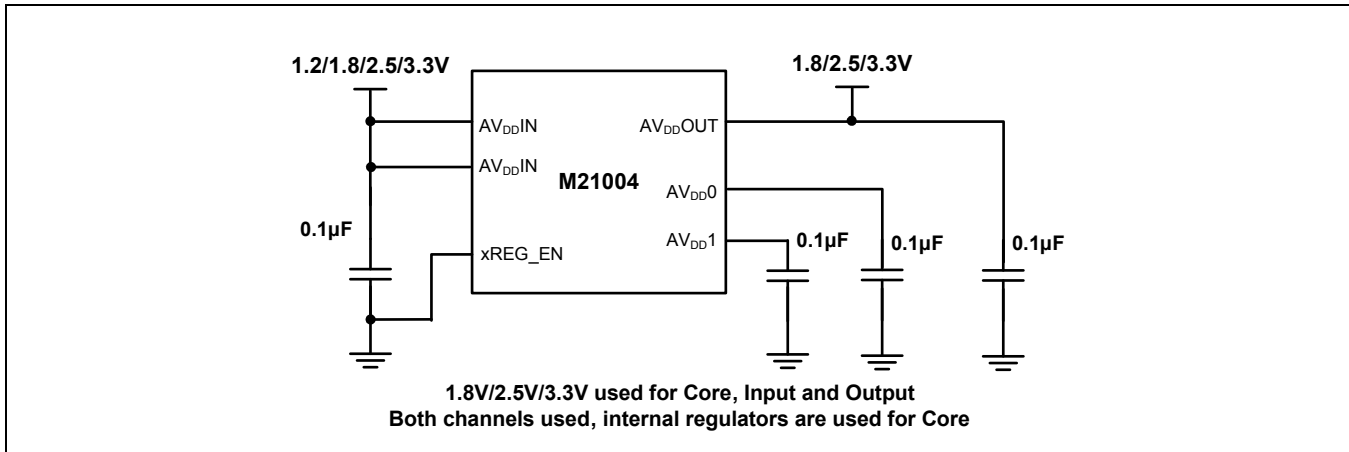 1.2/1.8/2.5/3.3V
1.8/2.5/3.3V
AVDDIN
AVDDOUT
AVDDIN
M21004
AVDD0
0.1µF
AVDD1
0.1µF
0.1µF
0.1µF
xREG_EN
1.8V/2.5V/3.3V used for Core, Input and Output
Both channels used, internal regulators are used for Core